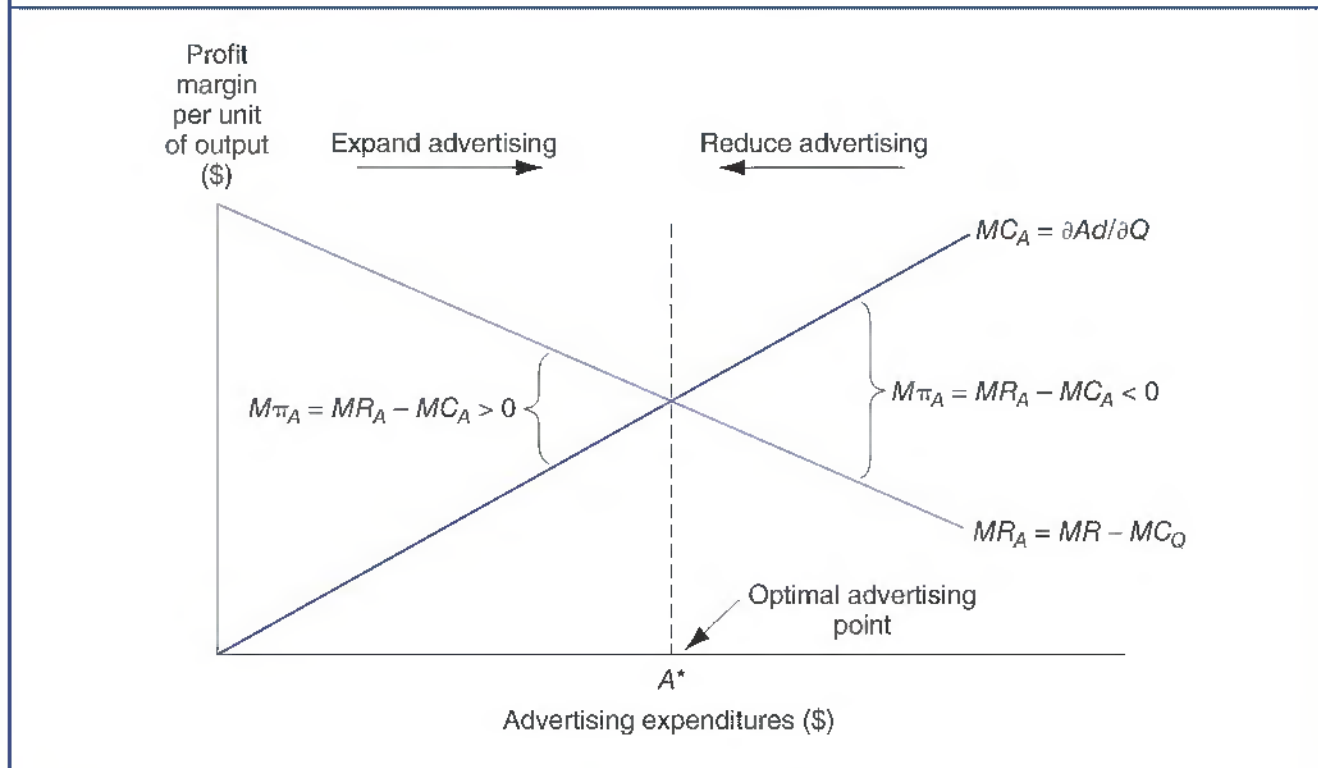 Profit
margin
per unit
of output
($)
Expand advertising
Reduce advertising
MC_A = ∂Ad/∂Q
Mπ_A = MR_A – MC_A > 0
Mπ_A = MR_A – MC_A < 0
MR_A = MR – MC_Q
Optimal advertising
point
A*
Advertising expenditures ($)